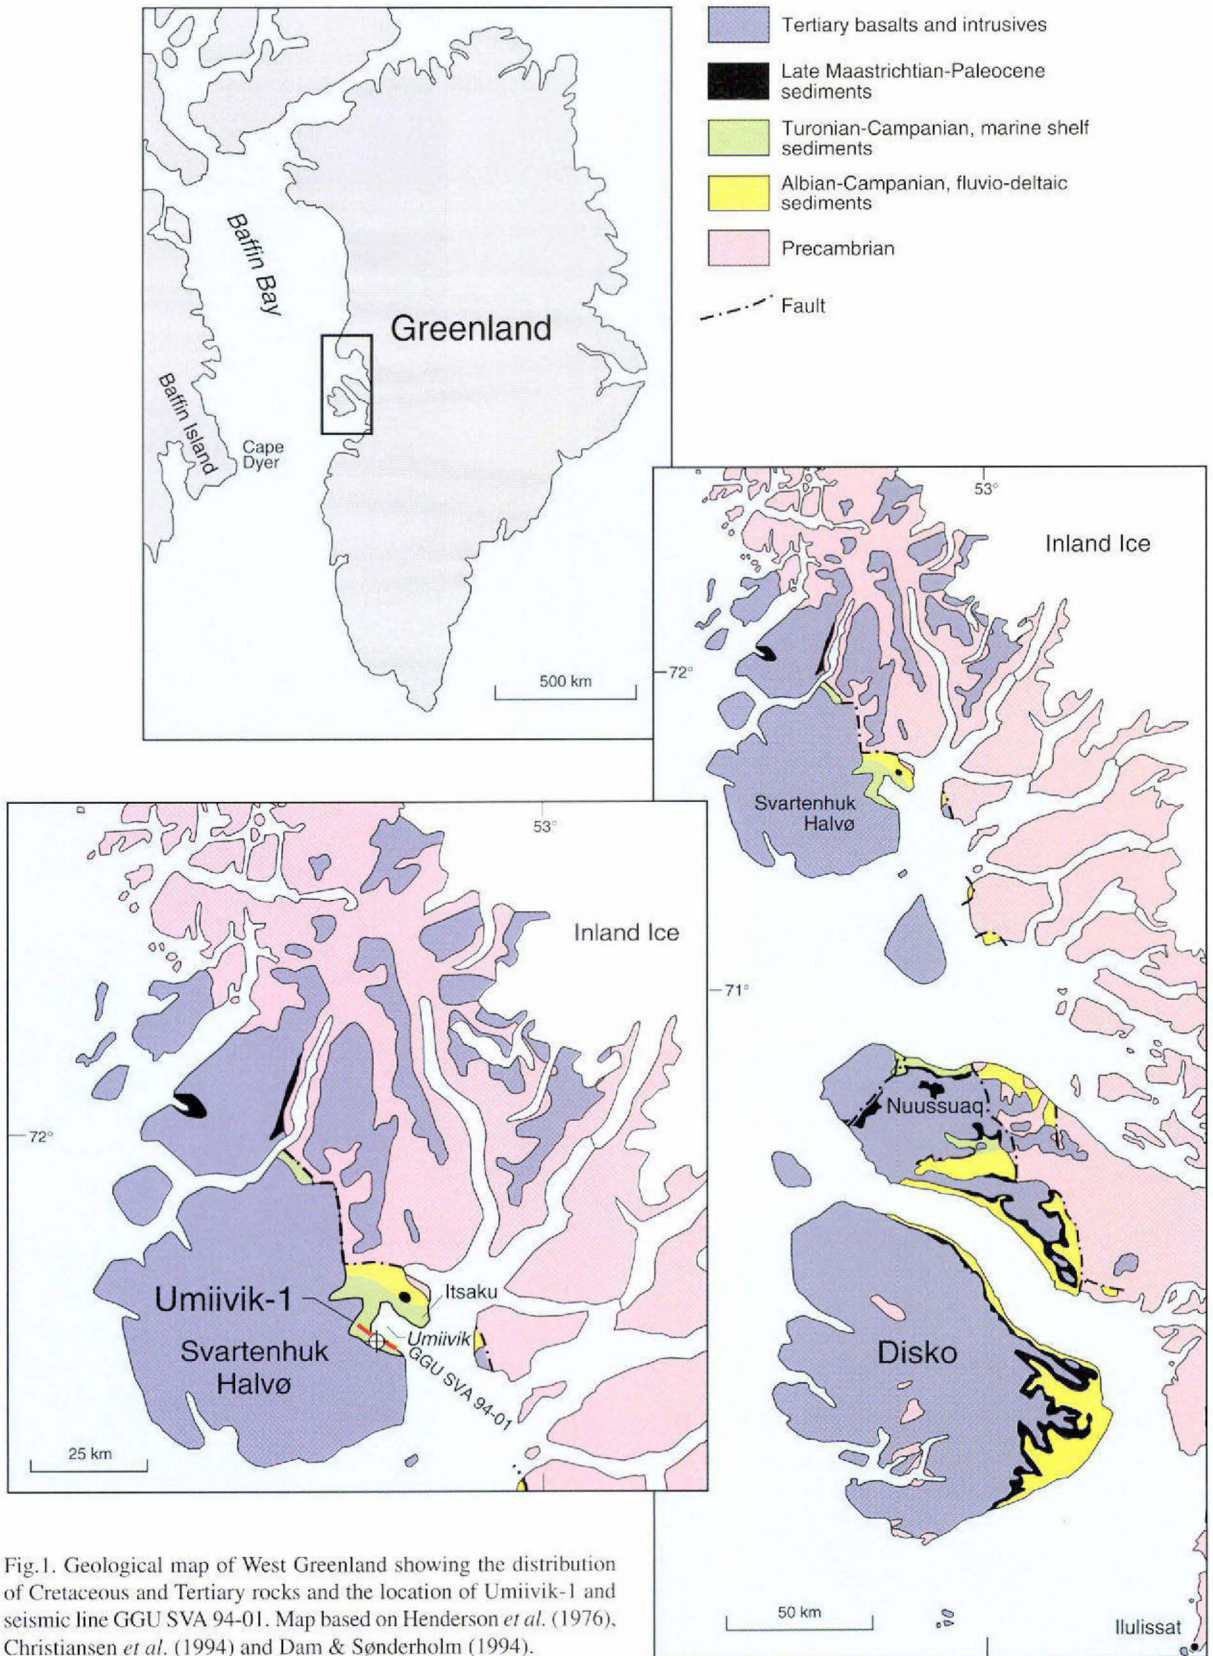 Tertiary basalts and intrusives
Late Maastrichtian-Paleocene
sediments
Turonian-Campanian, marine shelf
sediments
Albian-Campanian, fluvio-deltaic
sediments
Precambrian
Fault
Baffin Bay
Greenland
Baffin Island
Cape
Dyer
500 km
53°
Inland Ice
72°
Svartenhuk
Halvø
71°
Nuussuaq
Disko
50 km
Ilulissat
53°
Inland Ice
72°
Itsaku
Umiivik-1
Umiivik
Svartenhuk
Halvø
GGU SVA 94-01
25 km
Fig.1. Geological map of West Greenland showing the distribution
of Cretaceous and Tertiary rocks and the location of Umiivik-1 and
seismic line GGU SVA 94-01. Map based on Henderson et al. (1976),
Christiansen et al. (1994) and Dam & Sønderholm (1994).